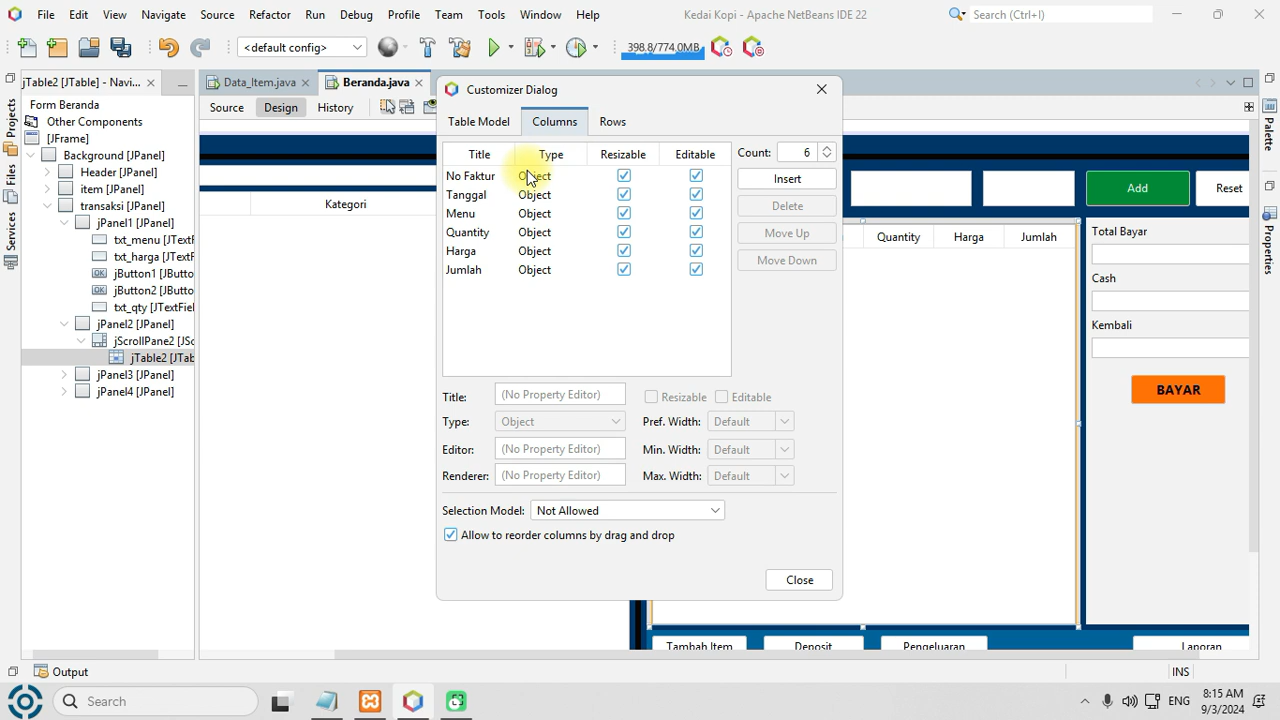 File Edit View Navigate Source Refactor Run Debug Profile Team Tools Window Help
Kedai Kopi - Apache NetBeans IDE 22
Search (Ctrl+I)
<default config>
398.8/774.0MB
jTable2 [JTable] - Navi...
Data_Item.java
Beranda.java
Form Beranda
Other Components
[JFrame]
Background [JPanel]
Header [JPanel]
item [JPanel]
transaksi [JPanel]
jPanel1 [JPanel]
txt_menu [JTextF
txt_harga [JTextF
jButton1 [JButto
jButton2 [JButto
txt_qty [JTextFiel
jPanel2 [JPanel]
jScrollPane2 [JSc
jTable2 [JTab
jPanel3 [JPanel]
jPanel4 [JPanel]
Projects
Files
Services
Source Design History
Kategori
Customizer Dialog
Table Model Columns Rows
Title Type Resizable Editable
No Faktur Object
Tanggal Object
Menu Object
Quantity Object
Harga Object
Jumlah Object
Count: 6
Insert
Delete
Move Up
Move Down
Title: (No Property Editor) Resizable Editable
Type: Object Pref. Width: Default
Editor: (No Property Editor) Min. Width: Default
Renderer: (No Property Editor) Max. Width: Default
Selection Model: Not Allowed
Allow to reorder columns by drag and drop
Close
Add
Reset
Quantity Harga Jumlah
Total Bayar
Cash
Kembali
BAYAR
Tambah Item Deposit Pengeluaran Laporan
Palette
Properties
Output
INS
Search
ENG
8:15 AM
9/3/2024